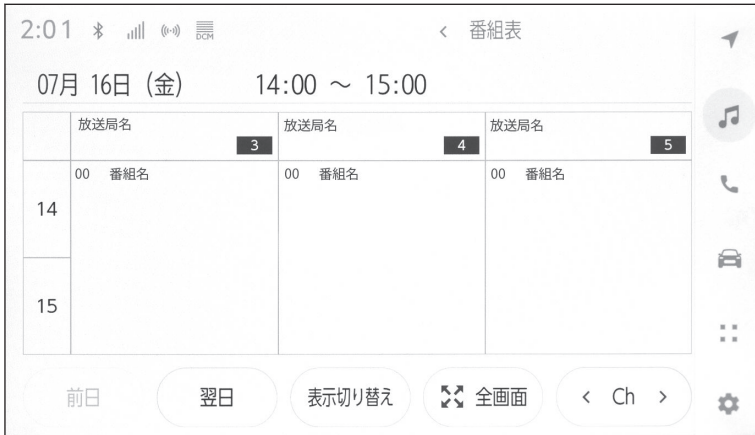 2:01 DCM < 番組表
07月 16日 (金) 14:00 ～ 15:00
放送局名 3 放送局名 4 放送局名 5
00 番組名 00 番組名 00 番組名
14
15
前日 翌日 表示切り替え 全画面 < Ch >